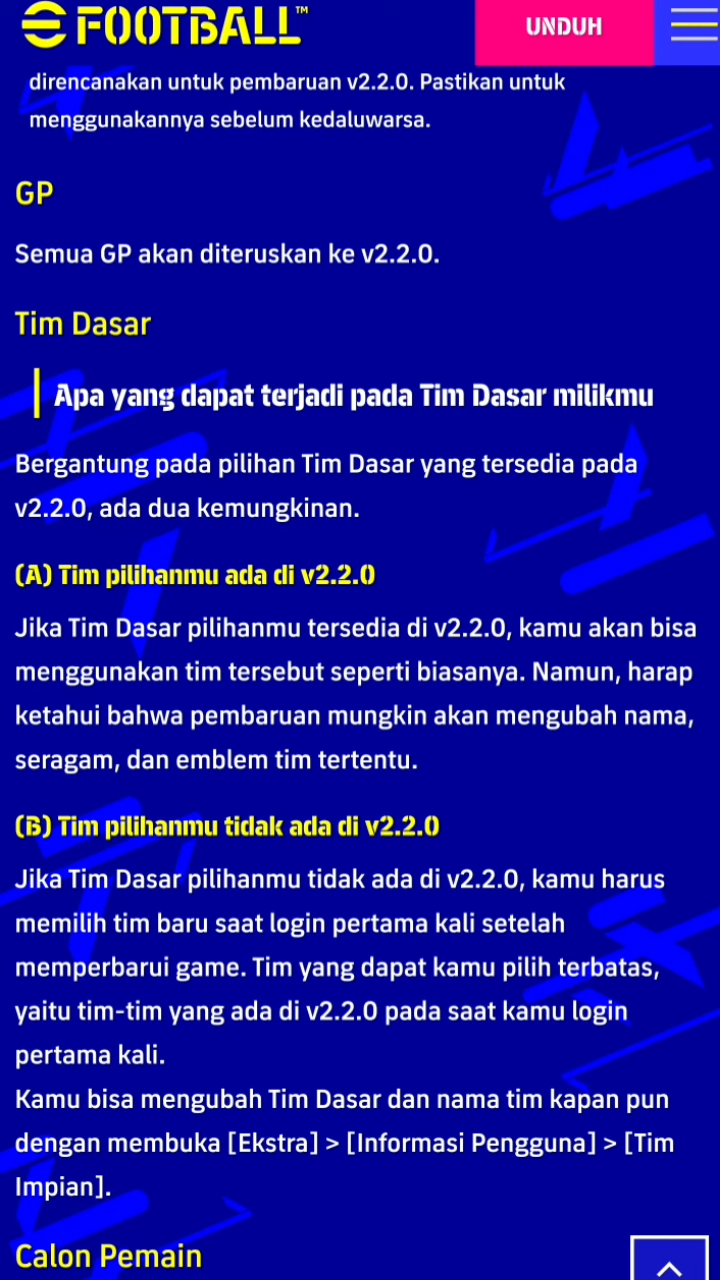 eFOOTBALL™
UNDUH
direncanakan untuk pembaruan v2.2.0. Pastikan untuk
menggunakannya sebelum kedaluwarsa.
GP
Semua GP akan diteruskan ke v2.2.0.
Tim Dasar
Apa yang dapat terjadi pada Tim Dasar milikmu
Bergantung pada pilihan Tim Dasar yang tersedia pada
v2.2.0, ada dua kemungkinan.
(A) Tim pilihanmu ada di v2.2.0
Jika Tim Dasar pilihanmu tersedia di v2.2.0, kamu akan bisa
menggunakan tim tersebut seperti biasanya. Namun, harap
ketahui bahwa pembaruan mungkin akan mengubah nama,
seragam, dan emblem tim tertentu.
(B) Tim pilihanmu tidak ada di v2.2.0
Jika Tim Dasar pilihanmu tidak ada di v2.2.0, kamu harus
memilih tim baru saat login pertama kali setelah
memperbarui game. Tim yang dapat kamu pilih terbatas,
yaitu tim-tim yang ada di v2.2.0 pada saat kamu login
pertama kali.
Kamu bisa mengubah Tim Dasar dan nama tim kapan pun
dengan membuka [Ekstra] > [Informasi Pengguna] > [Tim
Impian].
Calon Pemain